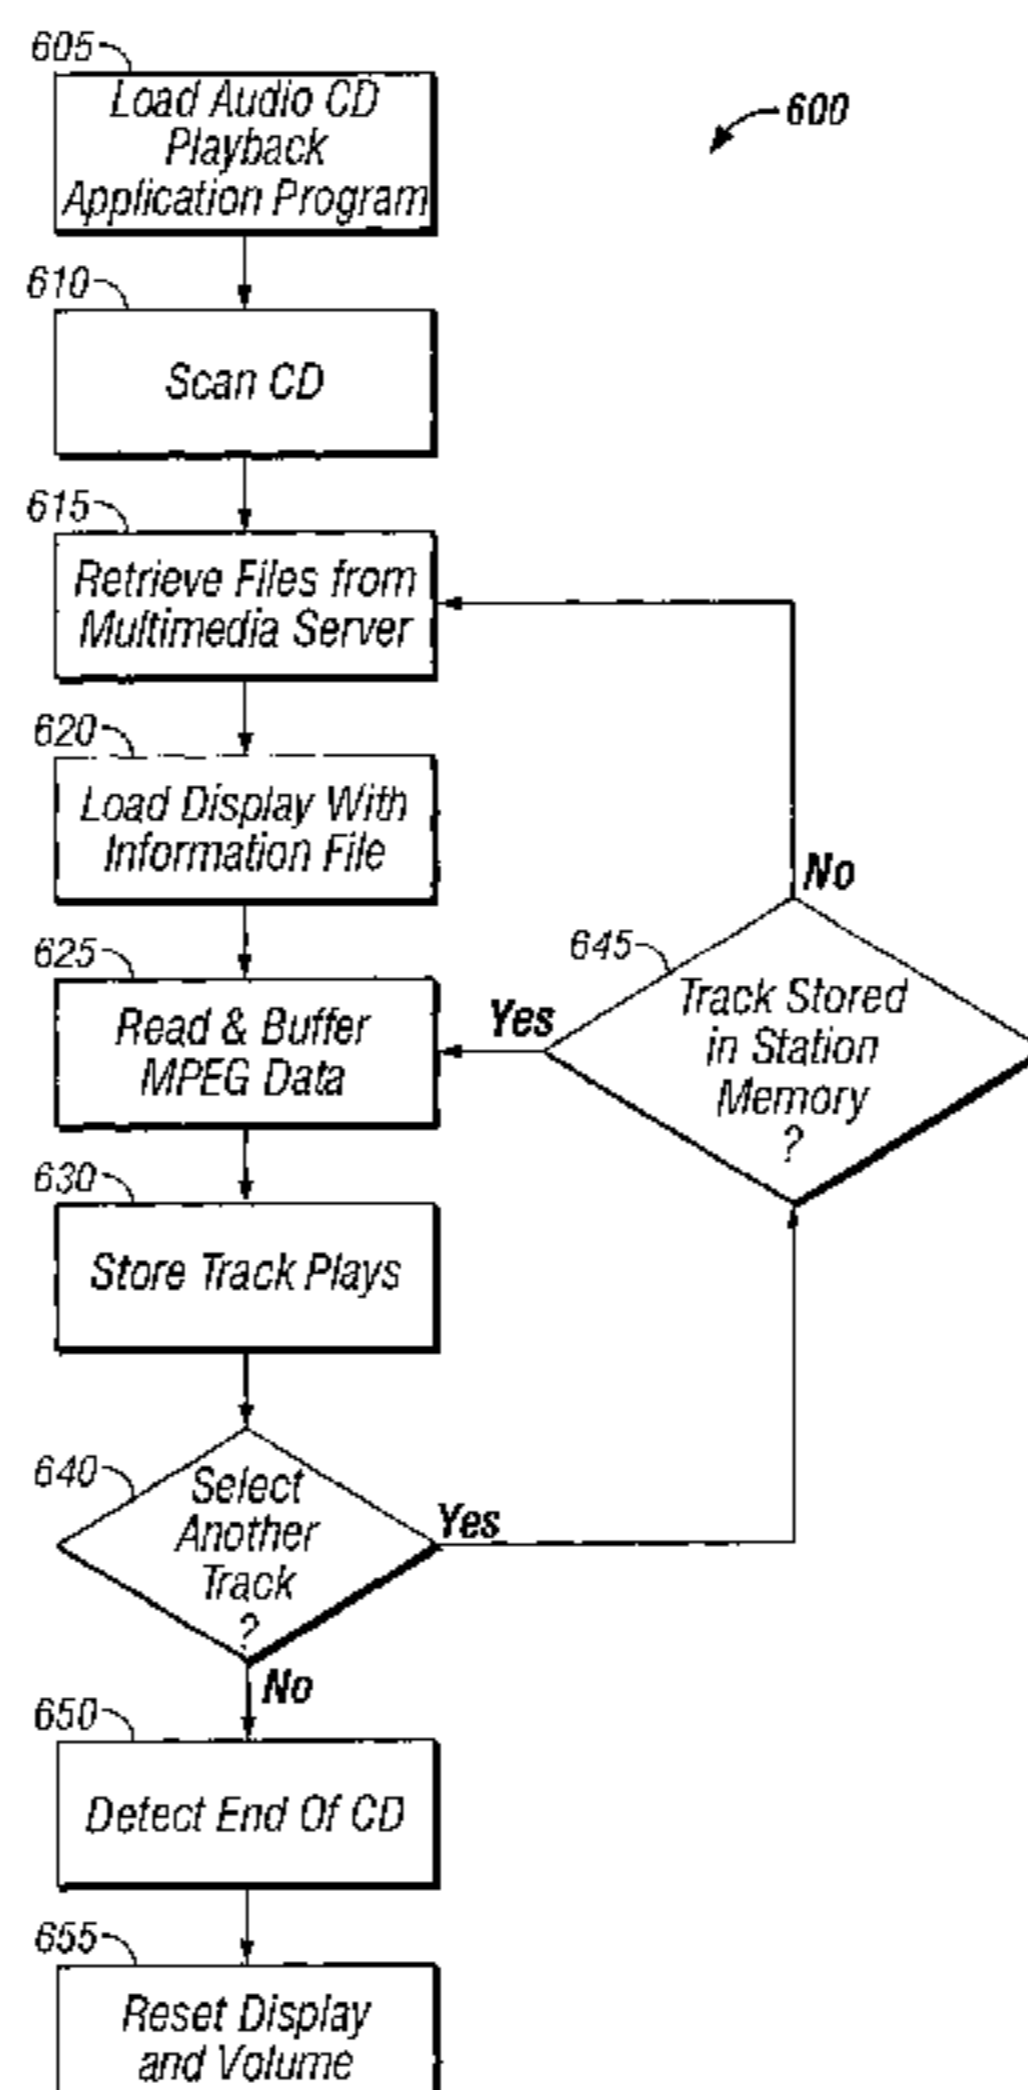 605
Load Audio CD
Playback
Application Program
600
610
Scan CD
615
Retrieve Files from
Multimedia Server
620
Load Display With
Information File
625
Read & Buffer
MPEG Data
Yes
645
Track Stored
in Station
Memory
?
No
630
Store Track Plays
640
Select
Another
Track
?
Yes
No
650
Detect End Of CD
655
Reset Display
and Volume